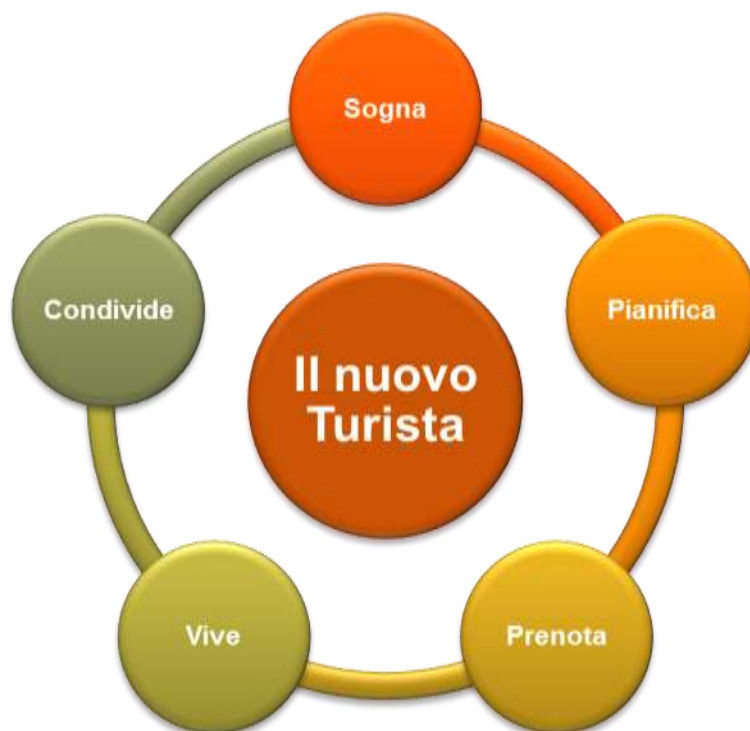 Sogna
Pianifica
Prenota
Vive
Condivide
Il nuovo
Turista